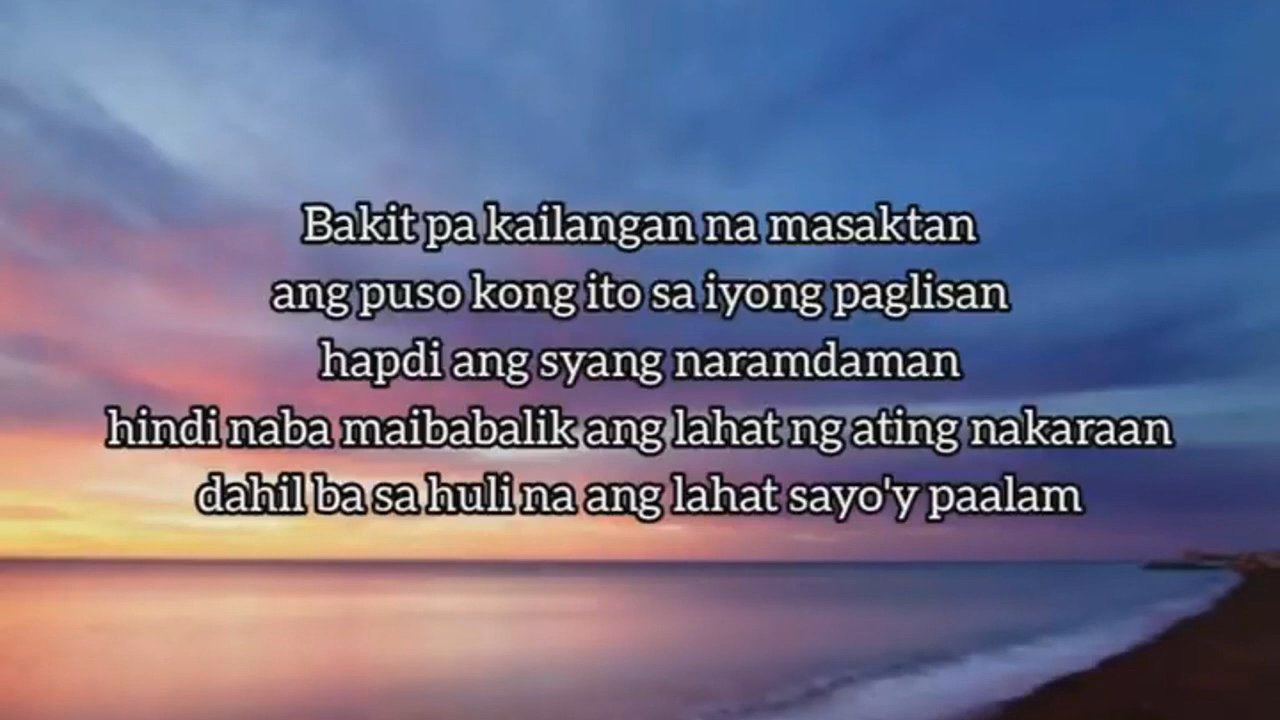 Bakit pa kailangan na masaktan
ang puso kong ito sa iyong paglisan
hapdi ang syang naramdaman
hindi naba maibabalik ang lahat ng ating nakaraan
dahil ba sa huli na ang lahat sayo'y paalam